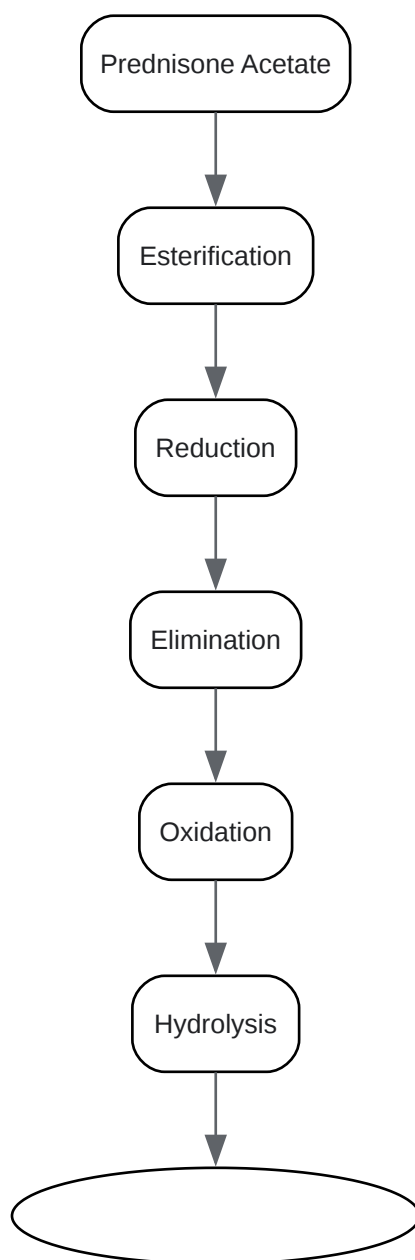 Prednisone Acetate
Esterification
Reduction
Elimination
Oxidation
Hydrolysis